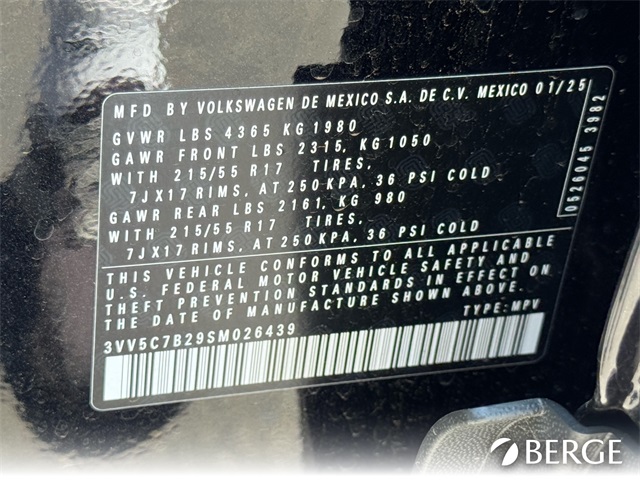 MFD BY VOLKSWAGEN DE MEXICO S.A. DE C.V. MEXICO 01/25
GVWR LBS 4365 KG 1980
GAWR FRONT LBS 2315, KG 1050
WITH 215/55 R17 TIRES,
7JX17 RIMS, AT 250 KPA, 36 PSI COLD
GAWR REAR LBS 2161, KG 980
WITH 215/55 R17 TIRES,
7JX17 RIMS, AT 250 KPA, 36 PSI COLD
THIS VEHICLE CONFORMS TO ALL APPLICABLE
U.S. FEDERAL MOTOR VEHICLE SAFETY AND
THEFT PREVENTION STANDARDS IN EFFECT ON
THE DATE OF MANUFACTURE SHOWN ABOVE.
3VV5C7B29SM026439 TYPE: MPV
0526045 3982
BERGE